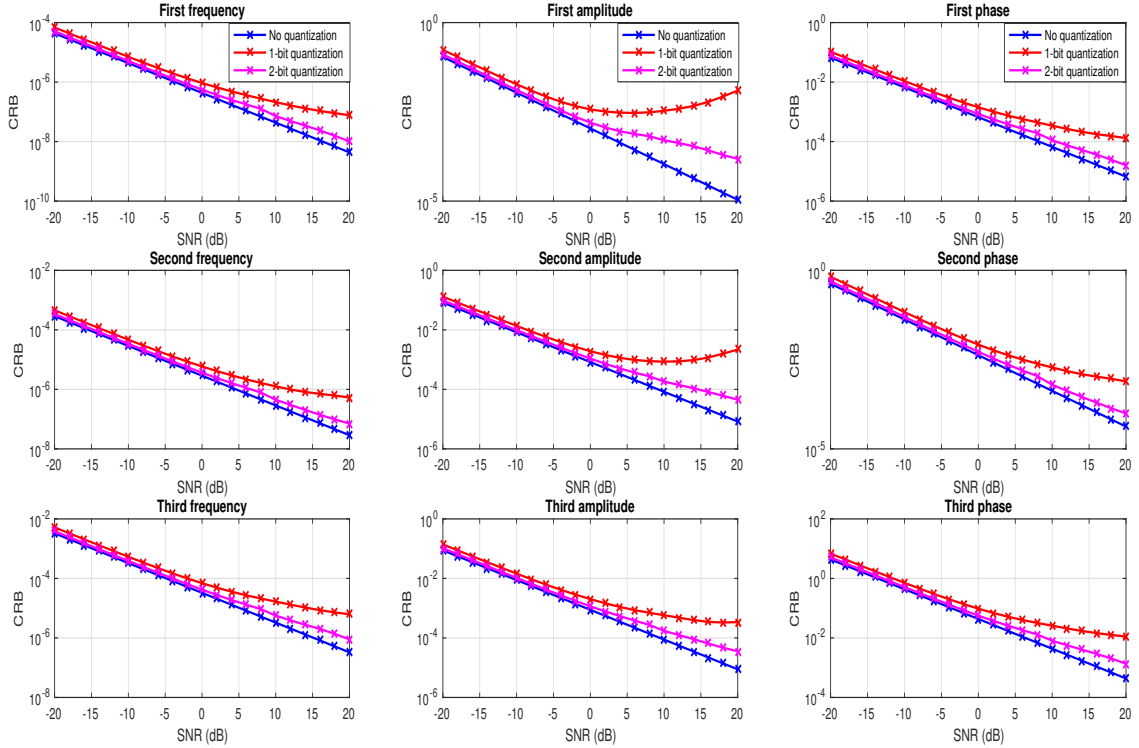 First frequency
First amplitude
First phase
No quantization
1-bit quantization
2-bit quantization
No quantization
1-bit quantization
2-bit quantization
No quantization
1-bit quantization
2-bit quantization
CRB
10^-4
10^-6
10^-8
10^-10
-20 -15 -10 -5 0 5 10 15 20
SNR (dB)
CRB
10^0
10^-5
-20 -15 -10 -5 0 5 10 15 20
SNR (dB)
CRB
10^0
10^-2
10^-4
10^-6
-20 -15 -10 -5 0 5 10 15 20
SNR (dB)
Second frequency
CRB
10^-2
10^-4
10^-6
10^-8
-20 -15 -10 -5 0 5 10 15 20
SNR (dB)
Second amplitude
CRB
10^0
10^-2
10^-4
10^-6
-20 -15 -10 -5 0 5 10 15 20
SNR (dB)
Second phase
CRB
10^0
10^-5
-20 -15 -10 -5 0 5 10 15 20
SNR (dB)
Third frequency
CRB
10^-2
10^-4
10^-6
10^-8
-20 -15 -10 -5 0 5 10 15 20
SNR (dB)
Third amplitude
CRB
10^0
10^-2
10^-4
10^-6
-20 -15 -10 -5 0 5 10 15 20
SNR (dB)
Third phase
CRB
10^2
10^0
10^-2
10^-4
-20 -15 -10 -5 0 5 10 15 20
SNR (dB)